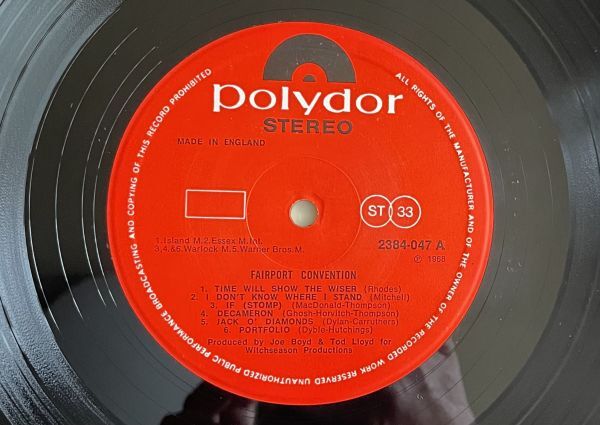 polydor
STEREO
MADE IN ENGLAND
ST 33
1.Island M.2.Essex M.Int.
3,4,&6.Warlock M.5.Warner Bros.M.
2384-047 A
℗ 1968
FAIRPORT CONVENTION
1. TIME WILL SHOW THE WISER (Rhodes)
2. I DON'T KNOW WHERE I STAND (Mitchell)
3. IF (STOMP) (MacDonald-Thompson)
4. DECAMERON (Ghosh-Horvitch-Thompson)
5. JACK O' DIAMONDS (Dylan-Carruthers)
6. PORTFOLIO (Dyble-Hutchings)
Produced by Joe Boyd & Tod Lloyd for
Witchseason Productions
ALL RIGHTS OF THE MANUFACTURER AND OF THE OWNER OF THE RECORDED WORK RESERVED UNAUTHORIZED PUBLIC PERFORMANCE BROADCASTING AND COPYING OF THIS RECORD PROHIBITED